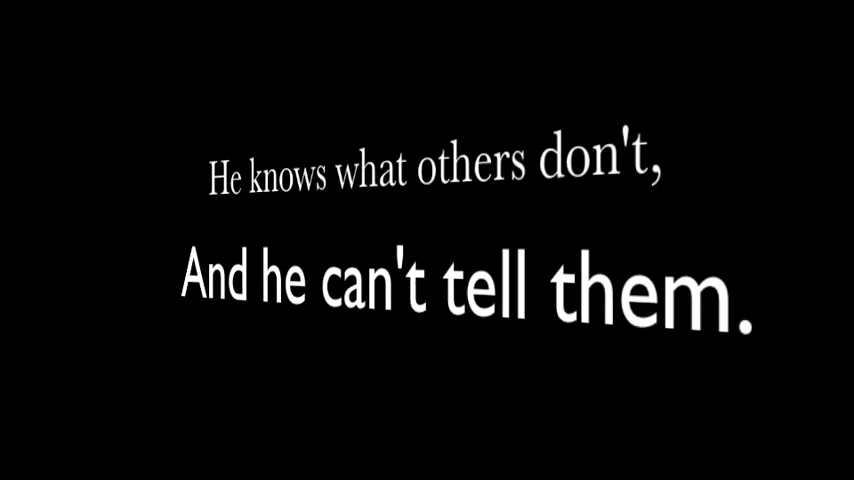 He knows what others don't,
And he can't tell them.